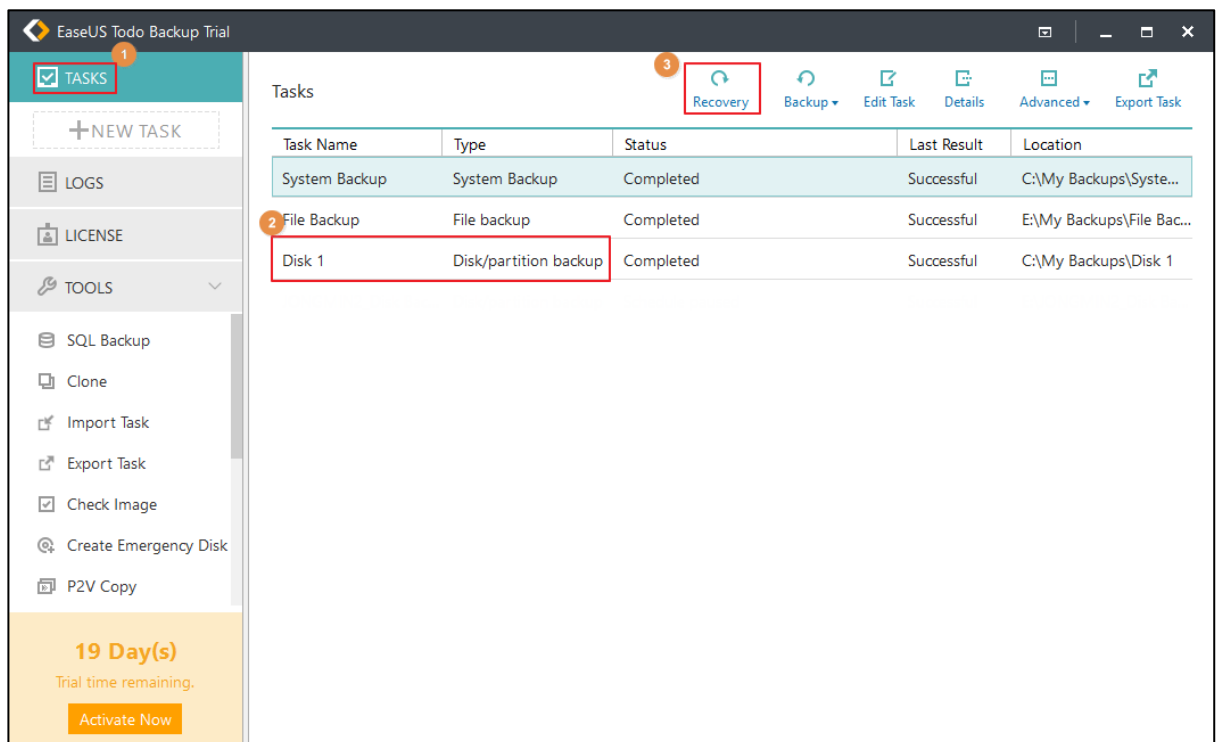 EaseUS Todo Backup Trial
1
TASKS
NEW TASK
LOGS
LICENSE
TOOLS
SQL Backup
Clone
Import Task
Export Task
Check Image
Create Emergency Disk
P2V Copy
19 Day(s)
Trial time remaining.
Activate Now
Tasks
3
Recovery Backup Edit Task Details Advanced Export Task
Task Name Type Status Last Result Location
System Backup System Backup Completed Successful C:\My Backups\Syste...
2 File Backup File backup Completed Successful E:\My Backups\File Bac...
Disk 1 Disk/partition backup Completed Successful C:\My Backups\Disk 1